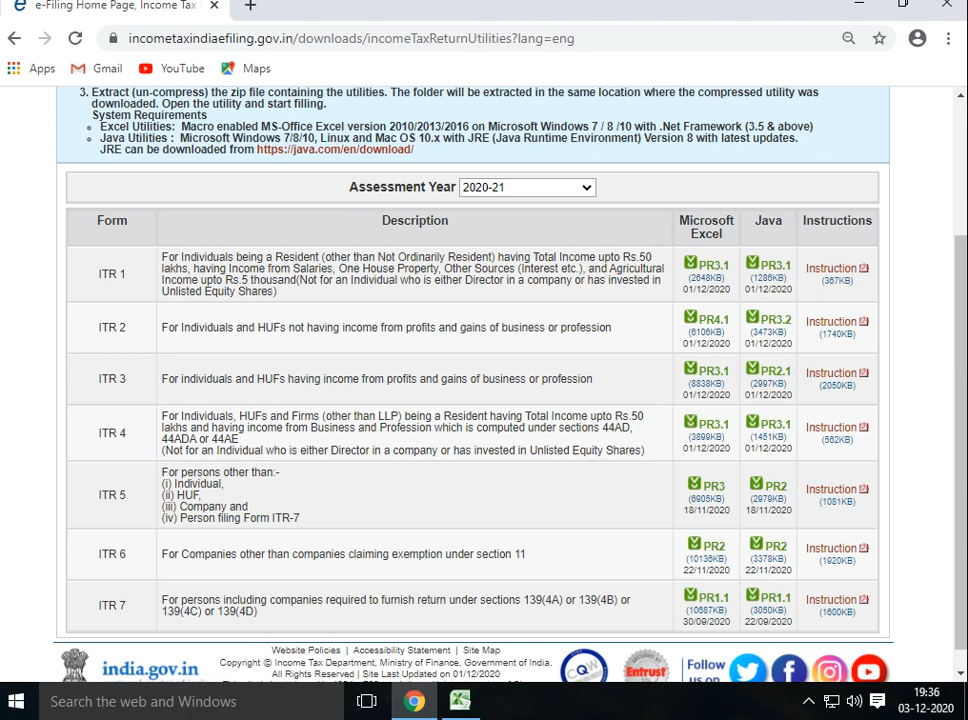 e-Filing Home Page, Income Tax
incometaxindiaefiling.gov.in/downloads/incomeTaxReturnUtilities?lang=eng
Apps Gmail YouTube Maps
3. Extract (un-compress) the zip file containing the utilities. The folder will be extracted in the same location where the compressed utility was
downloaded. Open the utility and start filling.
System Requirements
Excel Utilities: Macro enabled MS-Office Excel version 2010/2013/2016 on Microsoft Windows 7 / 8 /10 with .Net Framework (3.5 & above)
Java Utilities : Microsoft Windows 7/8/10, Linux and Mac OS 10.x with JRE (Java Runtime Environment) Version 8 with latest updates.
JRE can be downloaded from https://java.com/en/download/
Assessment Year 2020-21
Form Description Microsoft Excel Java Instructions
ITR 1
For Individuals being a Resident (other than Not Ordinarily Resident) having Total Income upto Rs.50
lakhs, having Income from Salaries, One House Property, Other Sources (Interest etc.), and Agricultural
Income upto Rs.5 thousand(Not for an Individual who is either Director in a company or has invested in
Unlisted Equity Shares)
PR3.1 PR3.1 Instruction
(2648KB) (1286KB) (367KB)
01/12/2020 01/12/2020
ITR 2 For Individuals and HUFs not having income from profits and gains of business or profession
PR4.1 PR3.2 Instruction
(6106KB) (3473KB) (1740KB)
01/12/2020 01/12/2020
ITR 3 For individuals and HUFs having income from profits and gains of business or profession
PR3.1 PR2.1 Instruction
(8838KB) (2997KB) (2050KB)
01/12/2020 01/12/2020
ITR 4
For Individuals, HUFs and Firms (other than LLP) being a Resident having Total Income upto Rs.50
lakhs and having income from Business and Profession which is computed under sections 44AD,
44ADA or 44AE
(Not for an Individual who is either Director in a company or has invested in Unlisted Equity Shares)
PR3.1 PR3.1 Instruction
(3899KB) (1451KB) (562KB)
01/12/2020 01/12/2020
ITR 5
For persons other than:-
(i) Individual,
(ii) HUF,
(iii) Company and
(iv) Person filing Form ITR-7
PR3 PR2 Instruction
(6905KB) (2979KB) (1081KB)
18/11/2020 18/11/2020
ITR 6 For Companies other than companies claiming exemption under section 11
PR2 PR2 Instruction
(10136KB) (3378KB) (1920KB)
22/11/2020 22/11/2020
ITR 7
For persons including companies required to furnish return under sections 139(4A) or 139(4B) or
139(4C) or 139(4D)
PR1.1 PR1.1 Instruction
(10687KB) (3050KB) (1600KB)
30/09/2020 22/09/2020
india.gov.in
Website Policies | Accessibility Statement | Site Map
Copyright © Income Tax Department, Ministry of Finance, Government of India.
All Rights Reserved | Site Last Updated on 01/12/2020
CQW
Entrust
Follow
us on
Search the web and Windows
19:36
03-12-2020